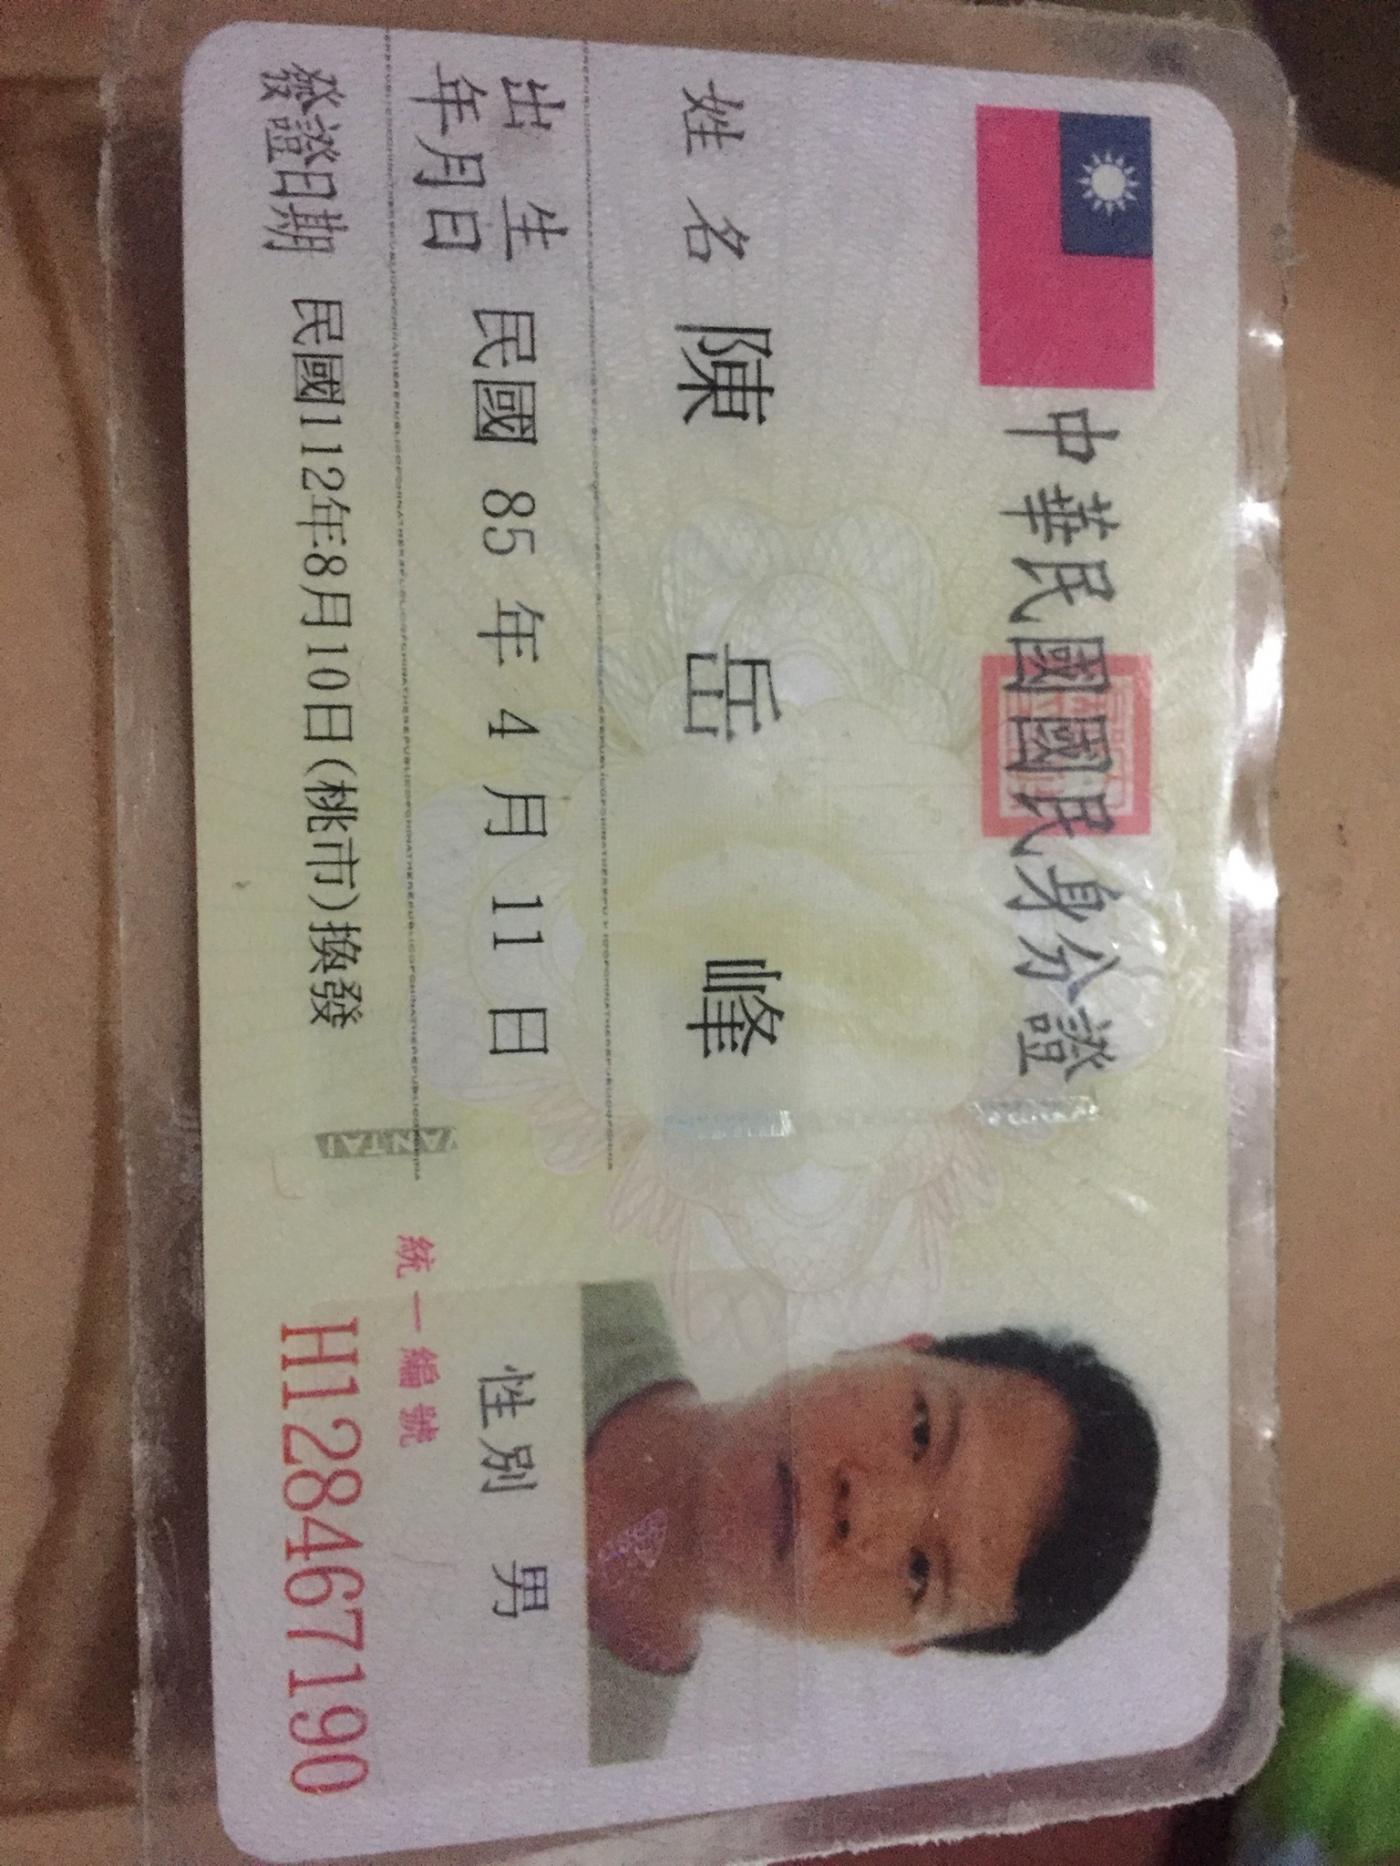 中華民國國民身分證
姓名 陳岳峰
出生年月日 民國 85 年 4 月 11 日
性別 男
發證日期 民國112年8月10日(桃市)換發
統一編號
H128467190